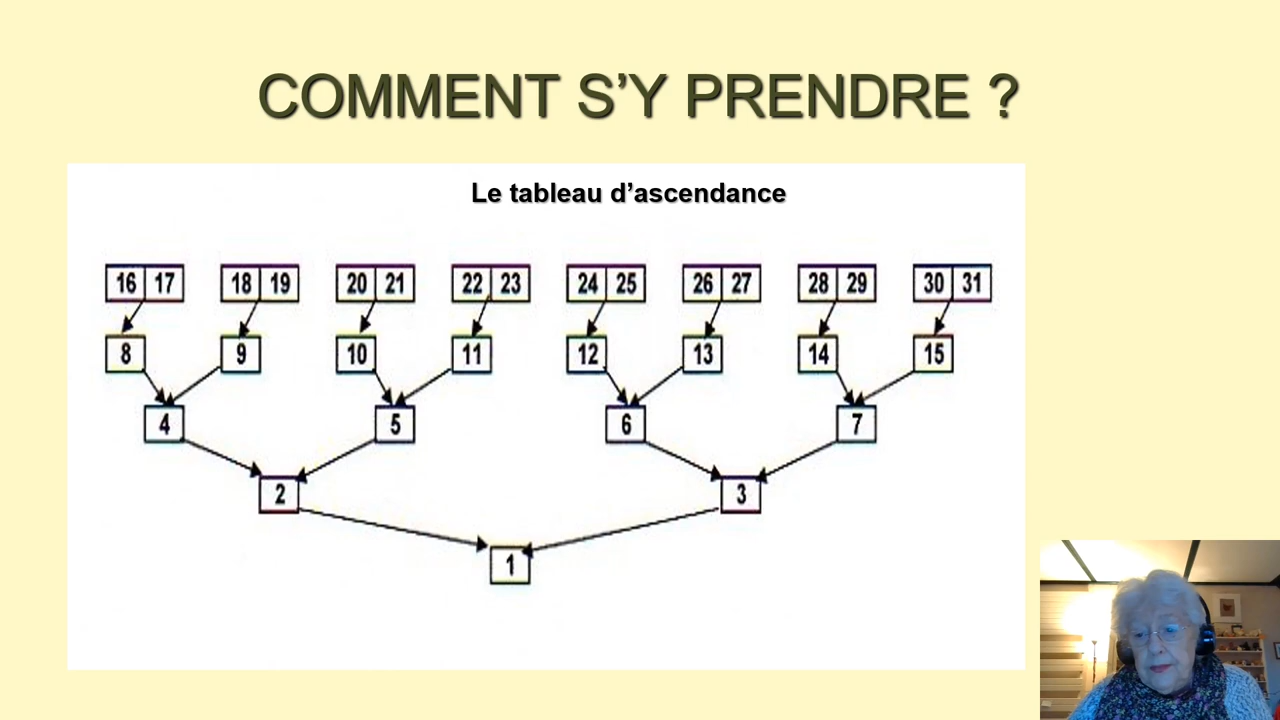 COMMENT S’Y PRENDRE ?
Le tableau d’ascendance
16 17 18 19 20 21 22 23 24 25 26 27 28 29 30 31
8 9 10 11 12 13 14 15
4 5 6 7
2 3
1